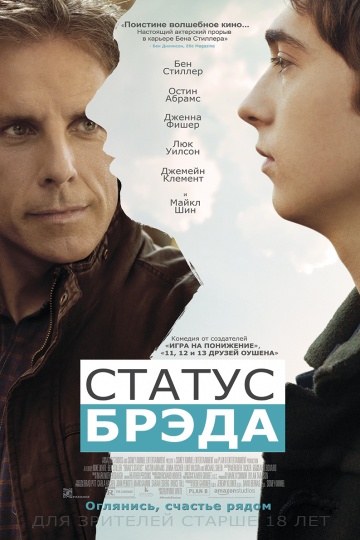 «Поистине волшебное кино...
Настоящий актерский прорыв
в карьере Бена Стиллера»
Бен
Стиллер
Остин
Абрамс
Дженна
Фишер
Люк
Уилсон
Джемейн
Клемент
и
Майкл
Шин
Комедия от создателей
«ИГРА НА ПОНИЖЕНИЕ»,
«11, 12 и 13 ДРУЗЕЙ ОУШЕНА»
СТАТУС
БРЭДА
PLAN B amazonstudios
Оглянись, счастье рядом
ДЛЯ ЗРИТЕЛЕЙ СТАРШЕ 18 ЛЕТ